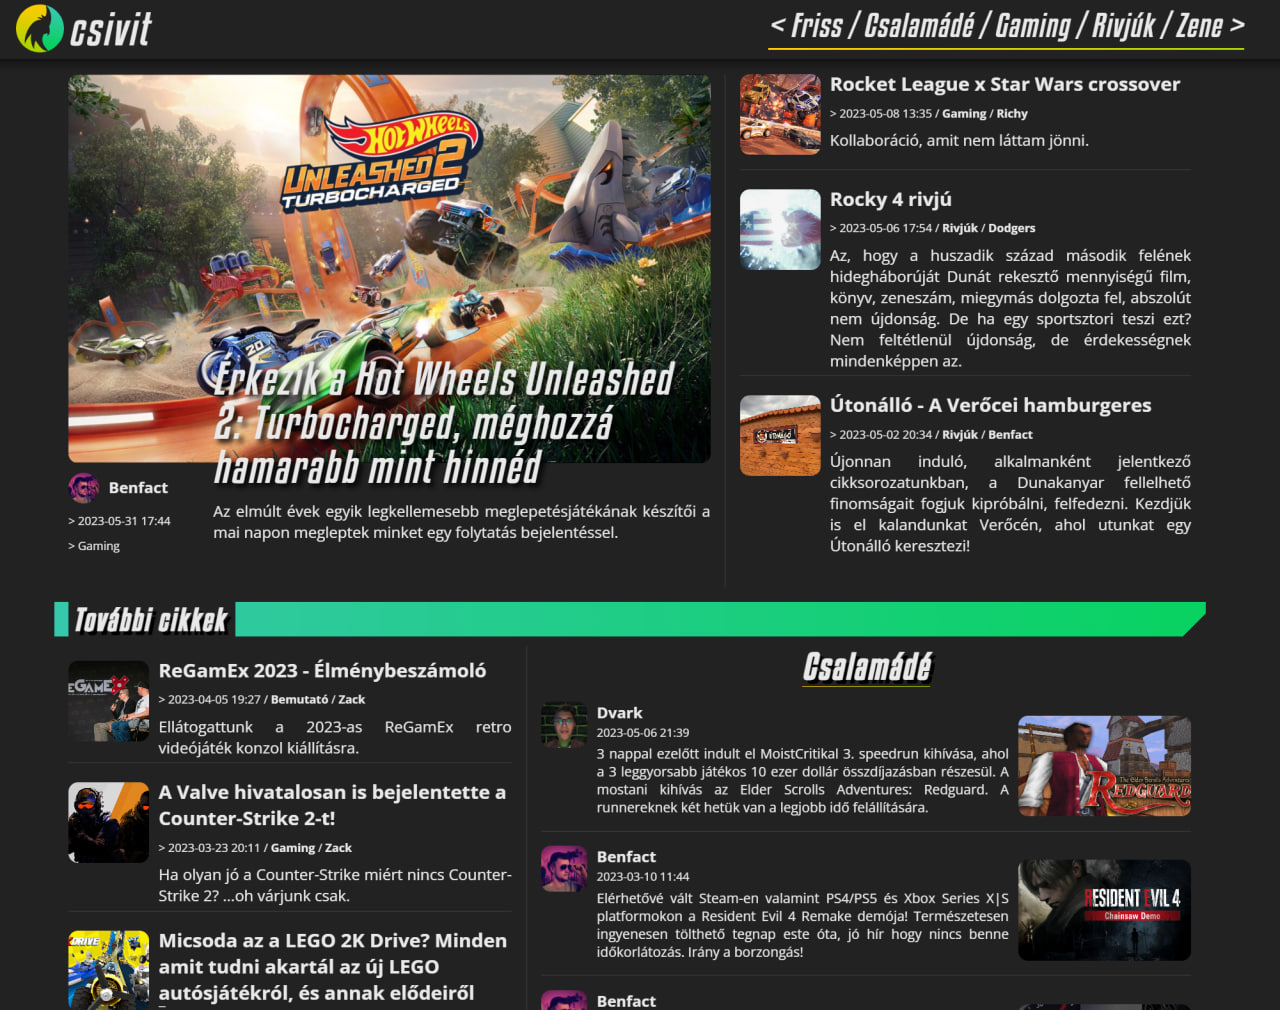 csivit
< Friss / Csalamádé / Gaming / Rivjúk / Zene >
HOT WHEELS
UNLEASHED 2
TURBOCHARGED
20
Érkezik a Hot Wheels Unleashed
2: Turbocharged, méghozzá
hamarabb mint hinnéd
Benfact
> 2023-05-31 17:44
> Gaming
Az elmúlt évek egyik legkellemesebb meglepetésjátékának készítői a
mai napon megleptek minket egy folytatás bejelentéssel.
Rocket League x Star Wars crossover
> 2023-05-08 13:35 / Gaming / Richy
Kollaboráció, amit nem láttam jönni.
Rocky 4 rivjú
> 2023-05-06 17:54 / Rivjúk / Dodgers
Az, hogy a huszadik század második felének
hidegháborúját Dunát rekesztő mennyiségű film,
könyv, zeneszám, miegymás dolgozta fel, abszolút
nem újdonság. De ha egy sportsztori teszi ezt?
Nem feltétlenül újdonság, de érdekességnek
mindenképpen az.
Útonálló - A Verőcei hamburgeres
> 2023-05-02 20:34 / Rivjúk / Benfact
Újonnan induló, alkalmanként jelentkező
cikksorozatunkban, a Dunakanyar fellelhető
finomságait fogjuk kipróbálni, felfedezni. Kezdjük
is el kalandunkat Verőcén, ahol utunkat egy
Útonálló keresztezi!
További cikkek
ReGamEx 2023 - Élménybeszámoló
> 2023-04-05 19:27 / Bemutató / Zack
Ellátogattunk a 2023-as ReGamEx retro
videójáték konzol kiállításra.
A Valve hivatalosan is bejelentette a
Counter-Strike 2-t!
> 2023-03-23 20:11 / Gaming / Zack
Ha olyan jó a Counter-Strike miért nincs Counter-
Strike 2? ...oh várjunk csak.
DRIVE
Micsoda az a LEGO 2K Drive? Minden
amit tudni akartál az új LEGO
autósjátékról, és annak elődeiről
Csalamádé
Dvark
2023-05-06 21:39
3 nappal ezelőtt indult el MoistCritikal 3. speedrun kihívása, ahol
a 3 leggyorsabb játékos 10 ezer dollár összdíjazásban részesül. A
mostani kihívás az Elder Scrolls Adventures: Redguard. A
runnereknek két hetük van a legjobb idő felállítására.
The Elder Scrolls Adventures
REDGUARD
Benfact
2023-03-10 11:44
Elérhetővé vált Steam-en valamint PS4/PS5 és Xbox Series X|S
platformokon a Resident Evil 4 Remake demója! Természetesen
ingyenesen tölthető tegnap este óta, jó hír hogy nincs benne
időkorlátozás. Irány a borzongás!
RESIDENT EVIL 4
Chainsaw Demo
Benfact